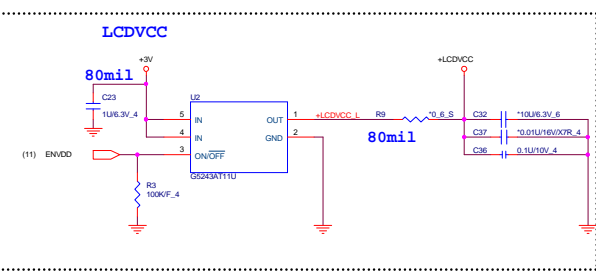 LCDVCC
+3V
+LCDVCC
80mil
C23
1U/6.3V_4
U2
5 IN
4 IN
3 ON/OFF
OUT 1
GND 2
G5243AT11U
+LCDVCC_L
R9
*0_6_S
80mil
C32 *10U/6.3V_6
C37 *0.01U/16V/X7R_4
C36 0.1U/10V_4
(11) ENVDD
R3
100K/F_4